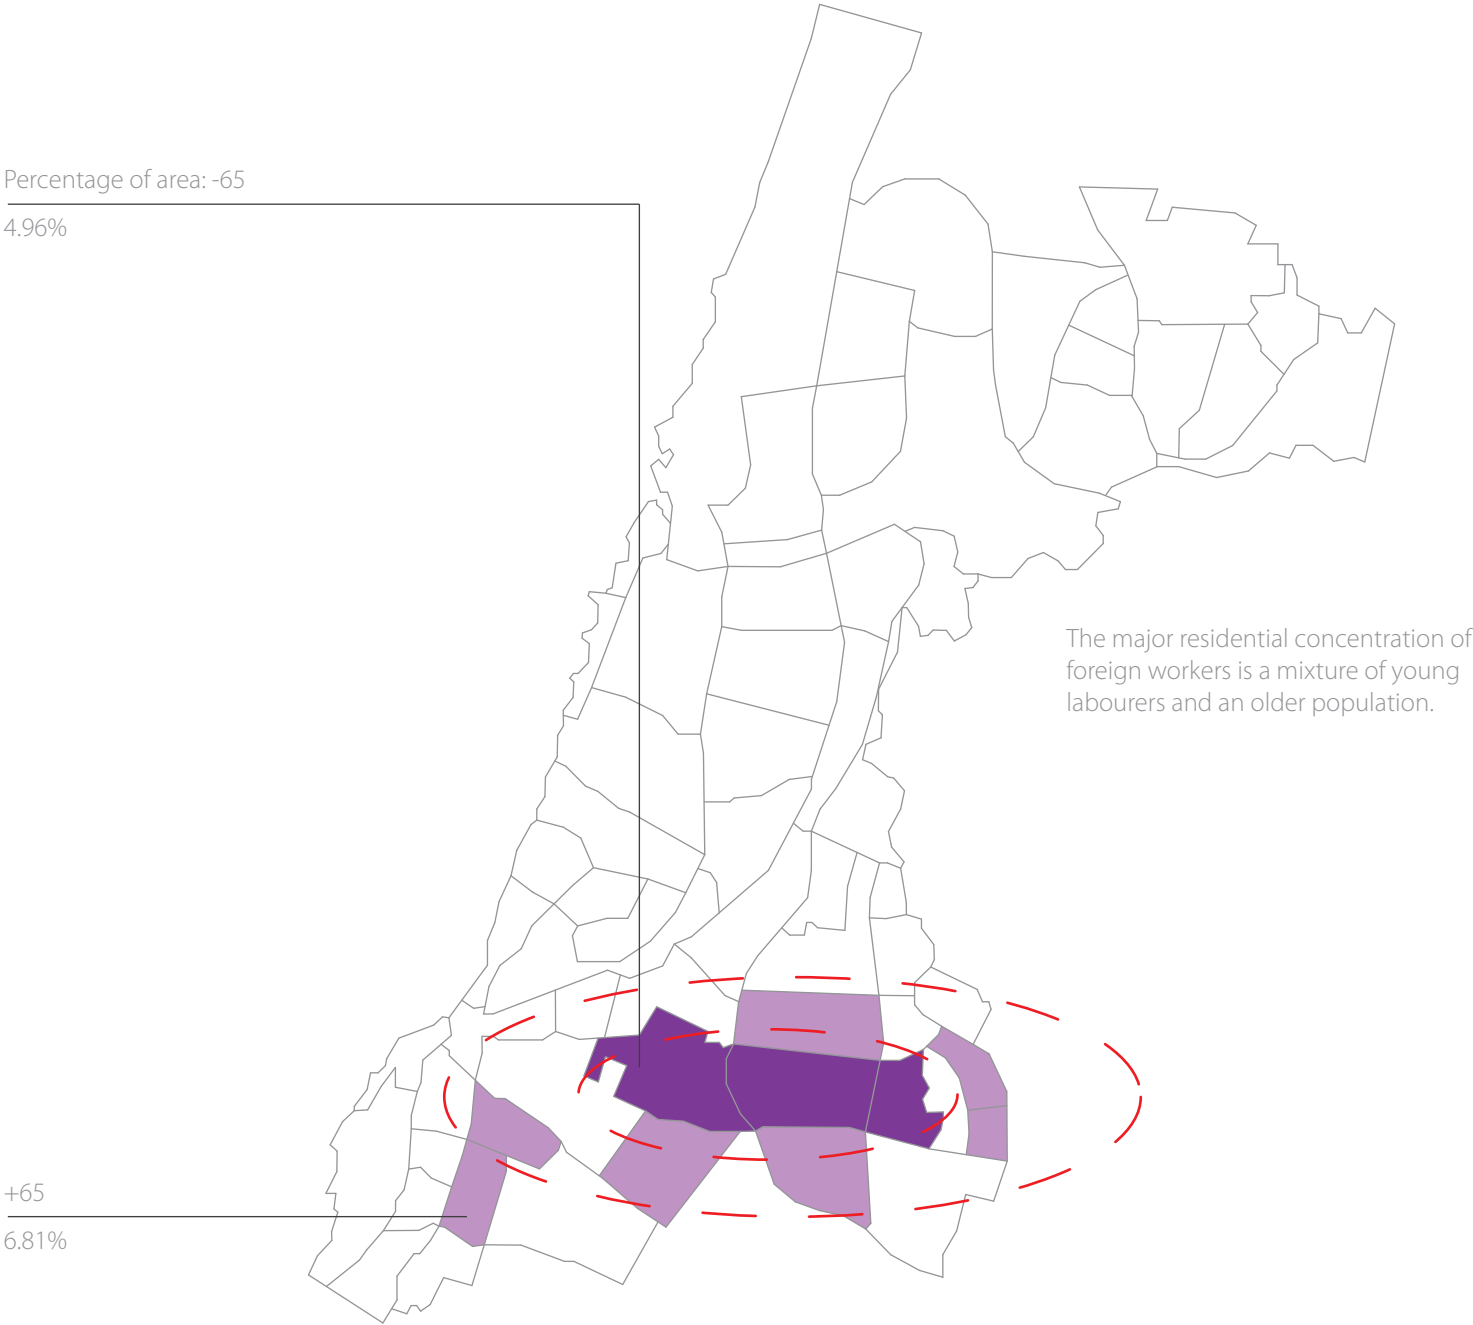 Percentage of area: -65
4.96%
The major residential concentration of
foreign workers is a mixture of young
labourers and an older population.
+65
6.81%